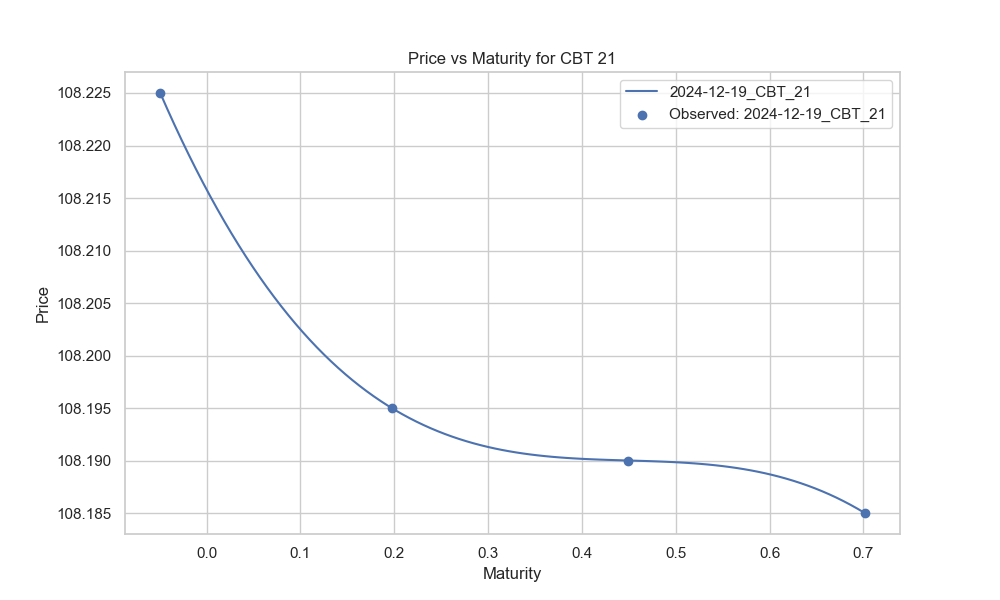 Price vs Maturity for CBT 21
2024-12-19_CBT_21
Observed: 2024-12-19_CBT_21
Price
108.225
108.220
108.215
108.210
108.205
108.200
108.195
108.190
108.185
0.0 0.1 0.2 0.3 0.4 0.5 0.6 0.7
Maturity